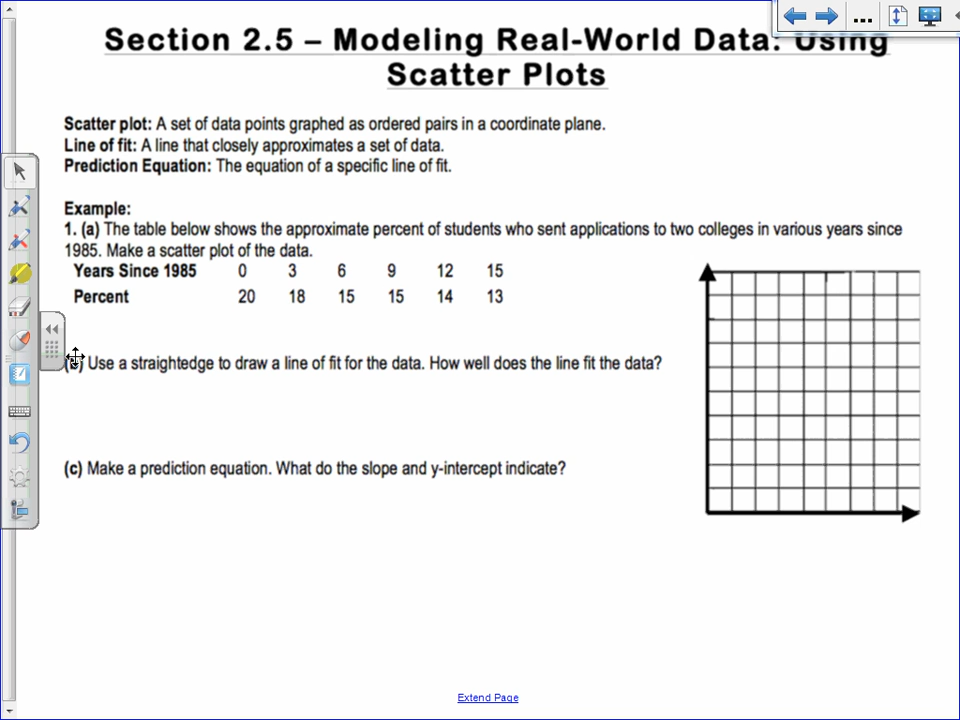 Section 2.5 – Modeling Real-World Data: Using
Scatter Plots
Scatter plot: A set of data points graphed as ordered pairs in a coordinate plane.
Line of fit: A line that closely approximates a set of data.
Prediction Equation: The equation of a specific line of fit.
Example:
1. (a) The table below shows the approximate percent of students who sent applications to two colleges in various years since
1985. Make a scatter plot of the data.
Years Since 1985 0 3 6 9 12 15
Percent 20 18 15 15 14 13
(b) Use a straightedge to draw a line of fit for the data. How well does the line fit the data?
(c) Make a prediction equation. What do the slope and y-intercept indicate?
Extend Page